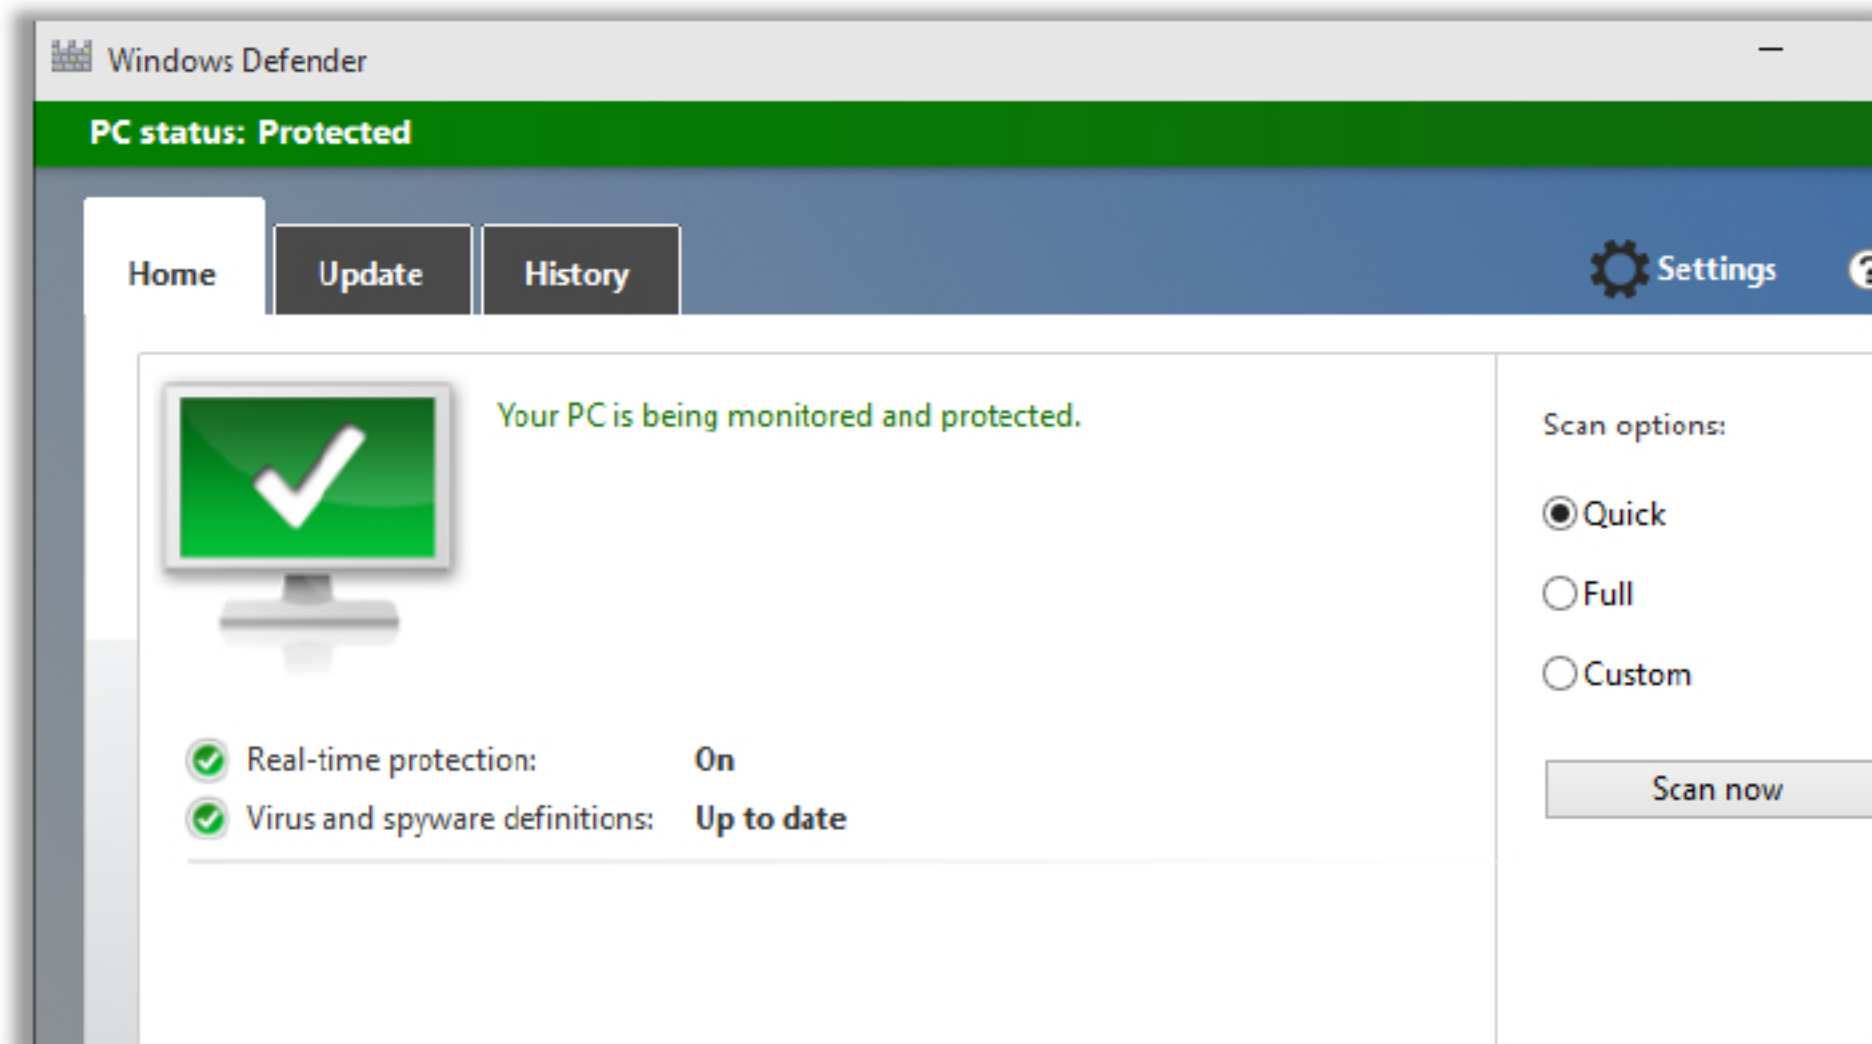 Windows Defender
PC status: Protected
Home
Update
History
Settings
?
Your PC is being monitored and protected.
Real-time protection: On
Virus and spyware definitions: Up to date
Scan options:
Quick
Full
Custom
Scan now